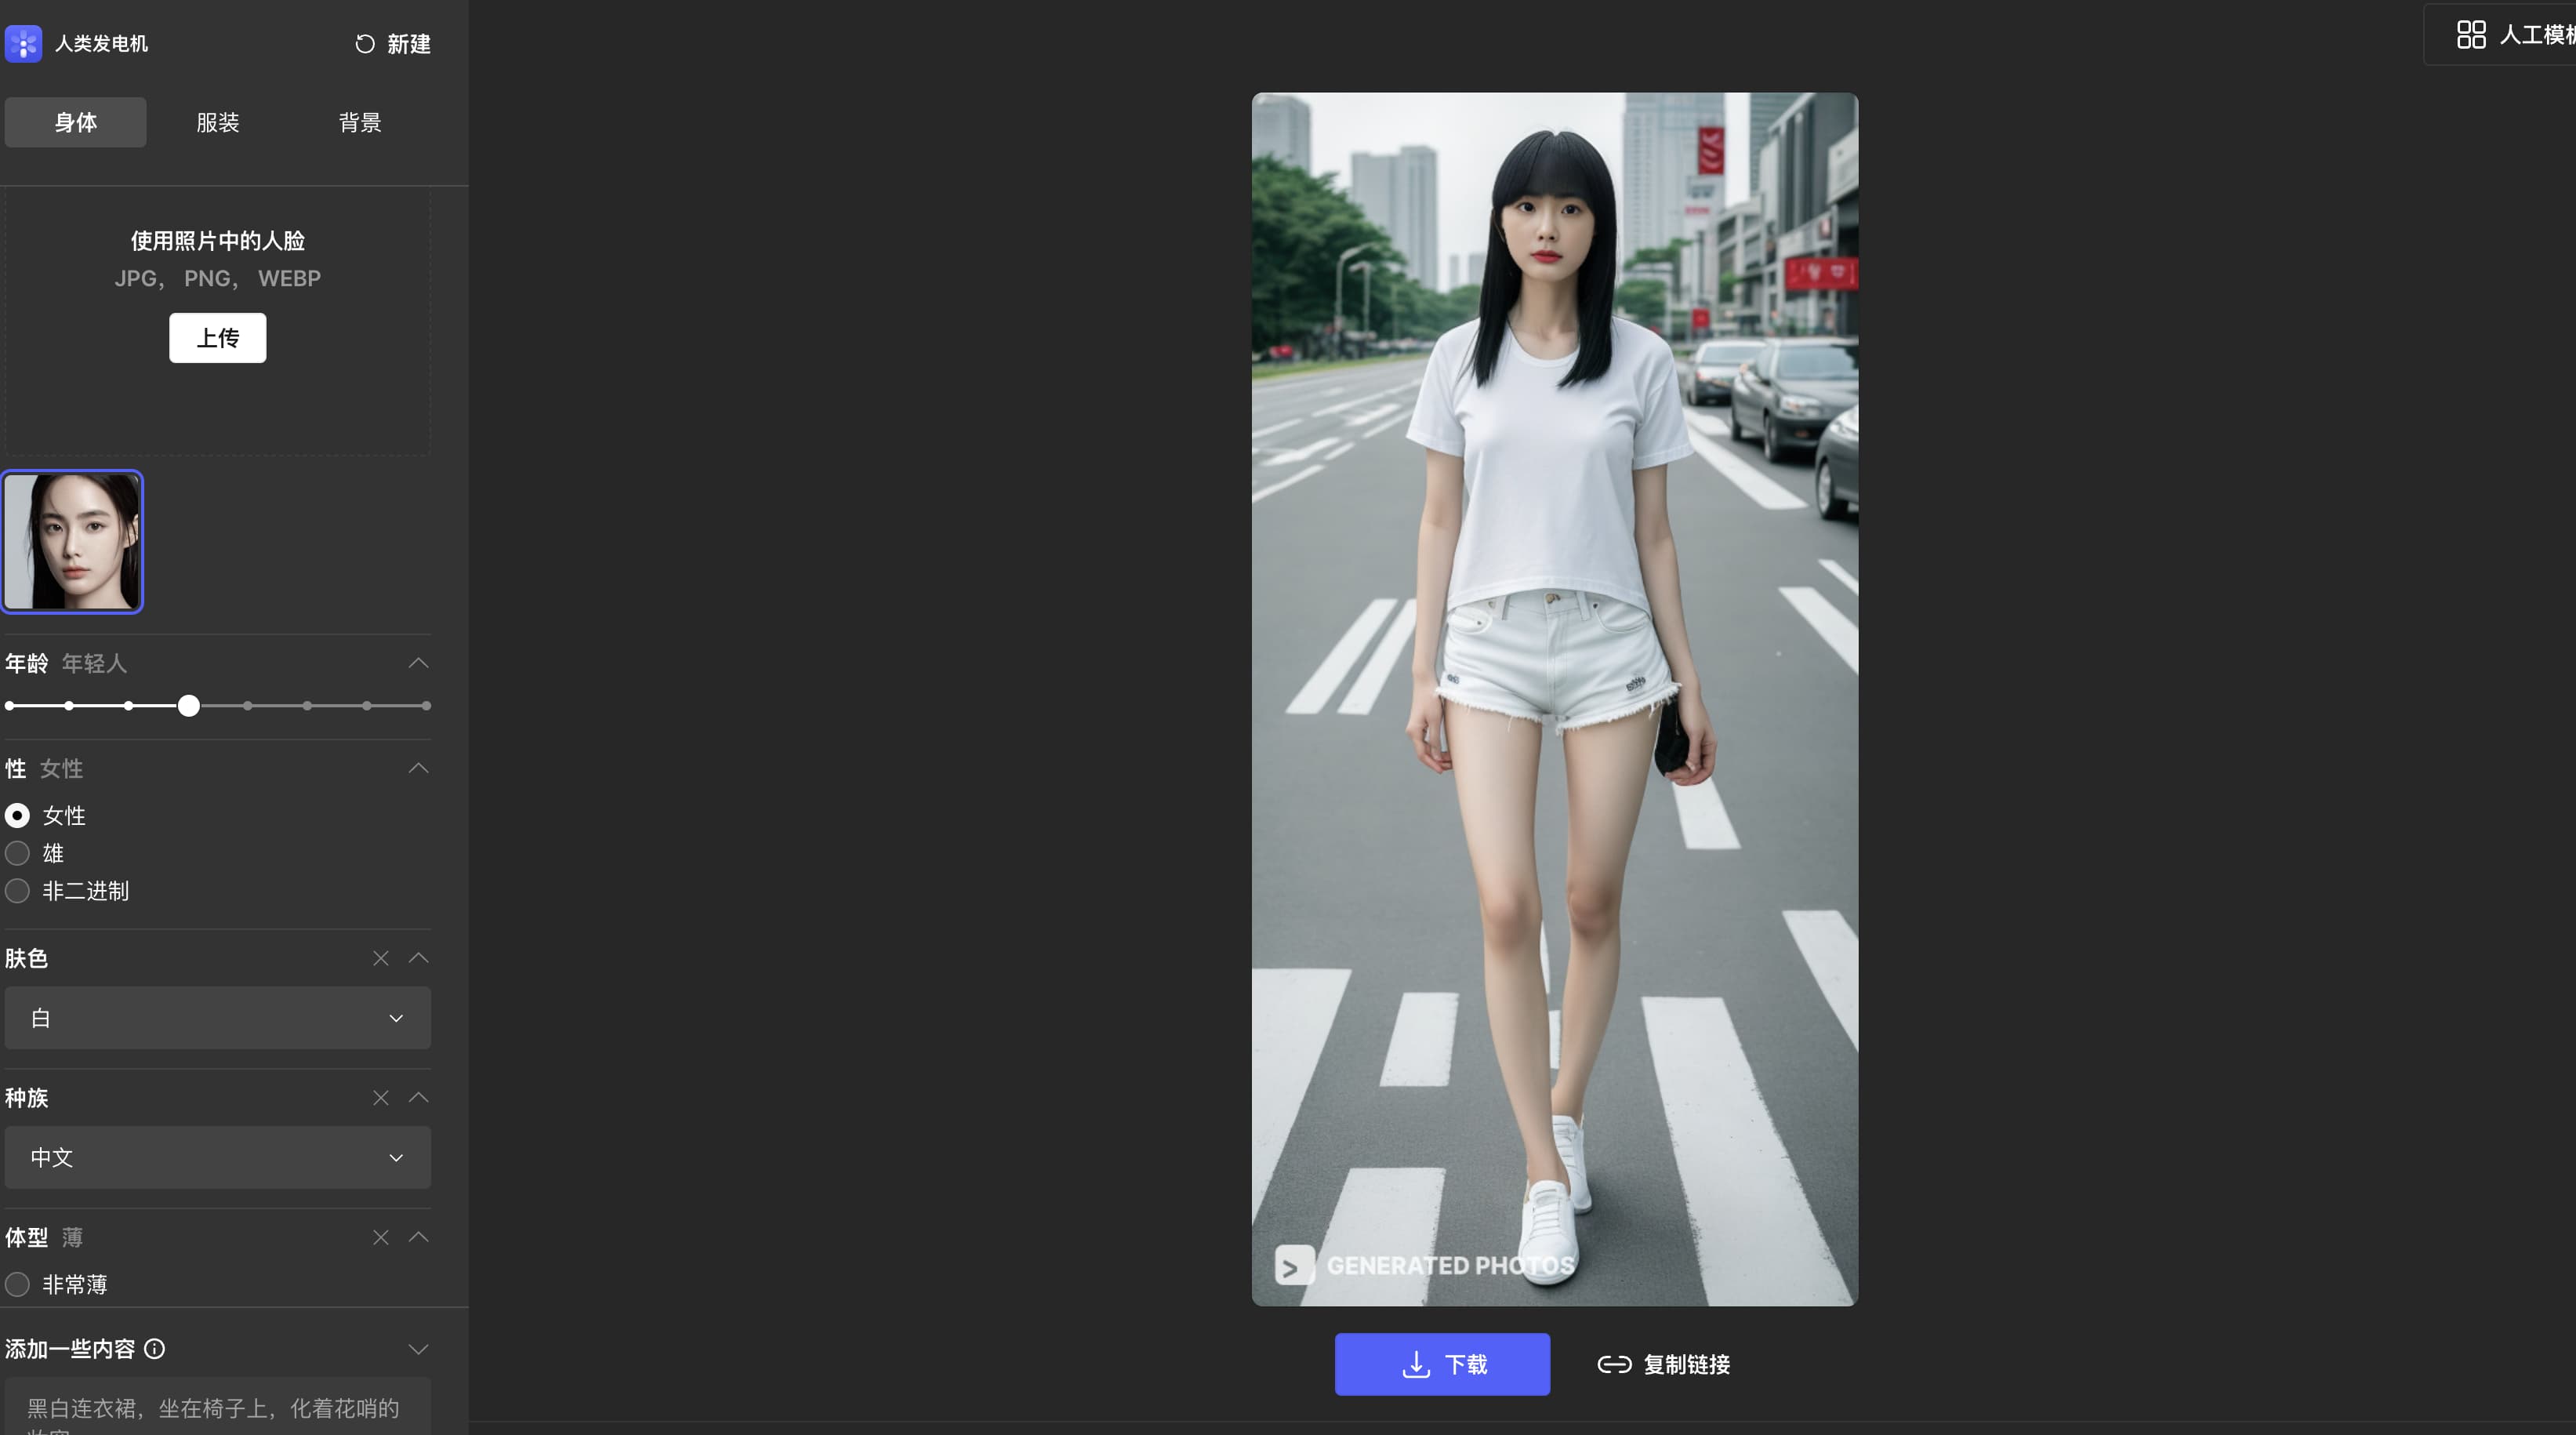 人类发电机
新建
人工模
身体
服装
背景
使用照片中的人脸
JPG， PNG， WEBP
上传
年龄 年轻人
性 女性
女性
雄
非二进制
肤色
白
种族
中文
体型 薄
非常薄
添加一些内容
黑白连衣裙，坐在椅子上，化着花哨的
GENERATED PHOTOS
下载
复制链接